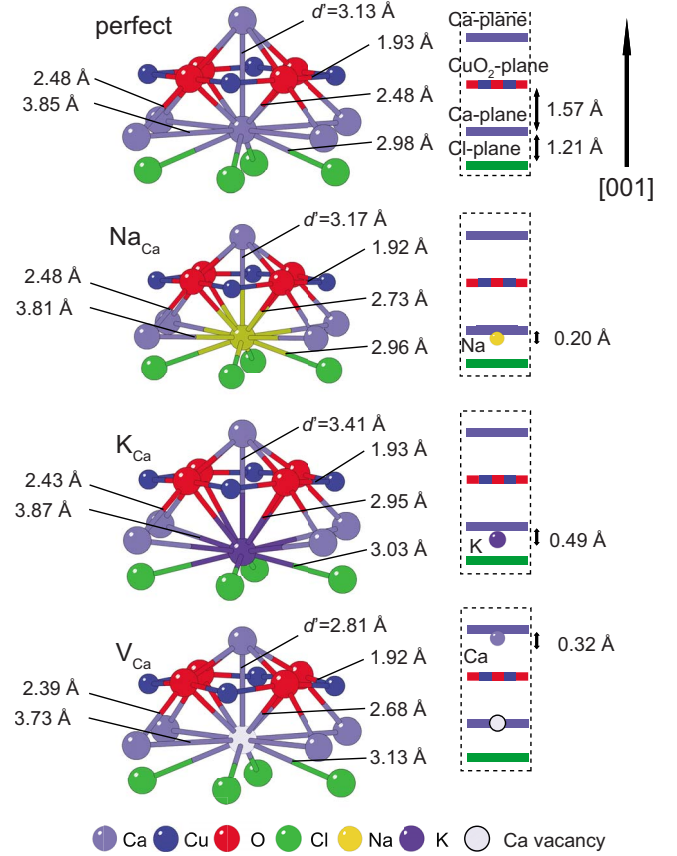 perfect
d'=3.13 Å
1.93 Å
2.48 Å
3.85 Å
2.48 Å
2.98 Å
Ca-plane
CuO₂-plane
Ca-plane
1.57 Å
Cl-plane
1.21 Å
[001]
Na_Ca
d'=3.17 Å
1.92 Å
2.48 Å
3.81 Å
2.73 Å
2.96 Å
Na
0.20 Å
K_Ca
d'=3.41 Å
1.93 Å
2.43 Å
3.87 Å
2.95 Å
3.03 Å
K
0.49 Å
V_Ca
d'=2.81 Å
1.92 Å
2.39 Å
3.73 Å
2.68 Å
3.13 Å
Ca
0.32 Å
Ca Cu O Cl Na K Ca vacancy